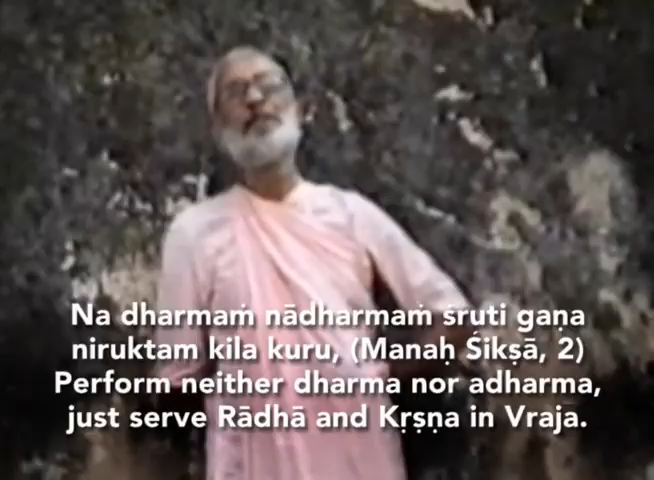 Na dharmaṁ nādharmaṁ śruti gaṇa
niruktam kila kuru, (Manaḥ Śikṣā, 2)
Perform neither dharma nor adharma,
just serve Rādhā and Kṛṣṇa in Vraja.